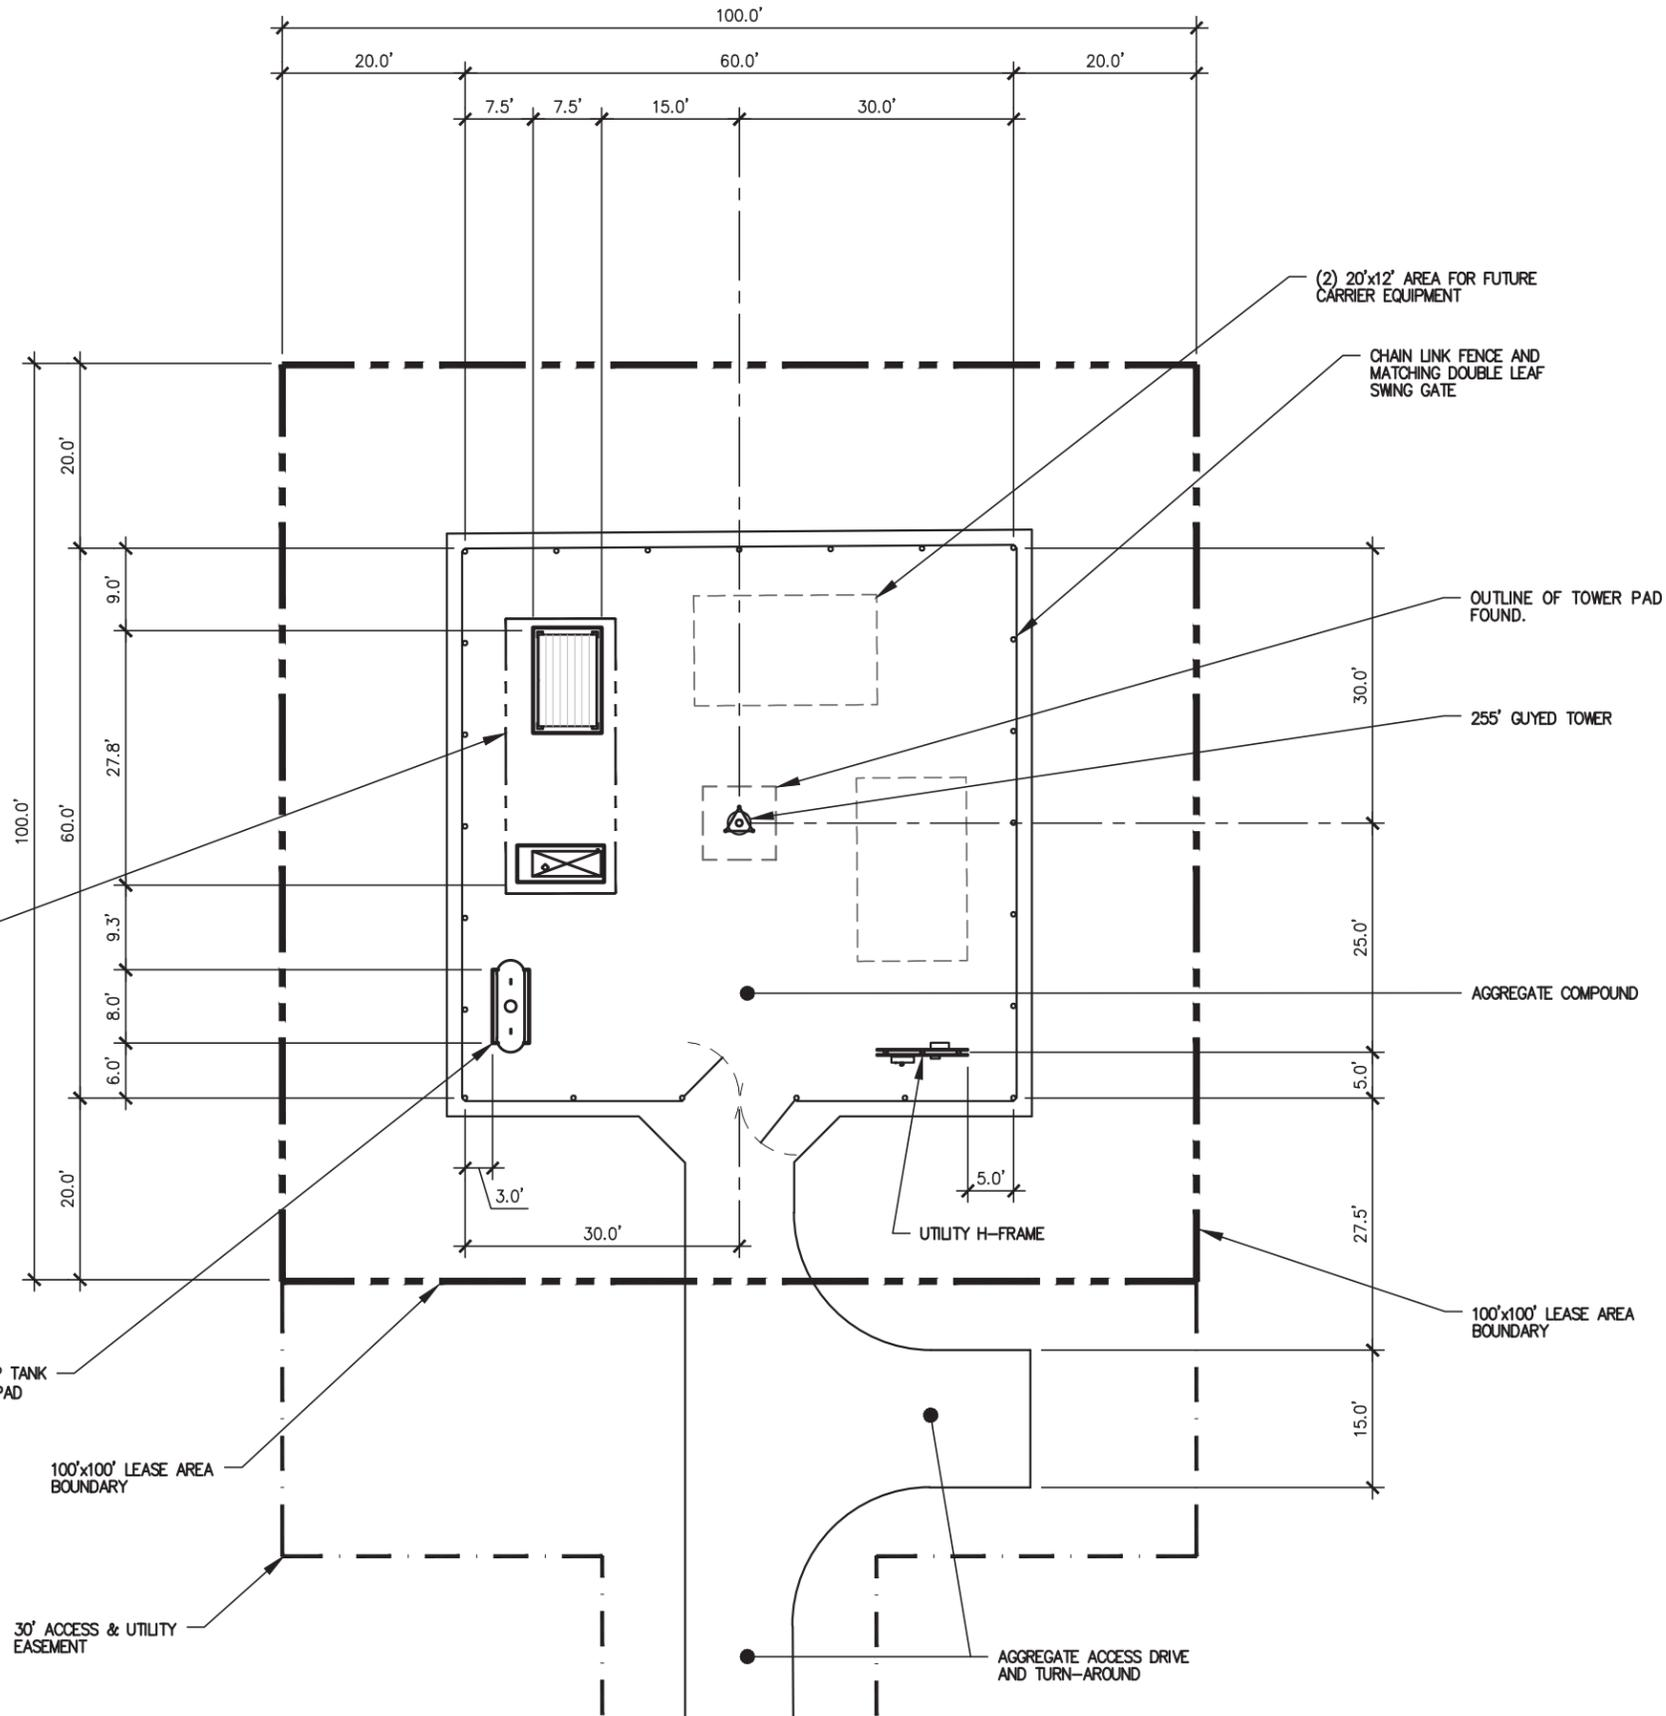 100.0'
20.0'
60.0'
20.0'
7.5'
7.5'
15.0'
30.0'
(2) 20'x12' AREA FOR FUTURE
CARRIER EQUIPMENT
CHAIN LINK FENCE AND
MATCHING DOUBLE LEAF
SWING GATE
OUTLINE OF TOWER PAD
FOUND.
255' GUYED TOWER
AGGREGATE COMPOUND
100.0'
20.0'
60.0'
20.0'
9.0'
27.8'
9.3'
8.0'
6.0'
30.0'
25.0'
5.0'
27.5'
15.0'
3.0'
30.0'
5.0'
UTILITY H-FRAME
100'x100' LEASE AREA
BOUNDARY
TANK
PAD
100'x100' LEASE AREA
BOUNDARY
30' ACCESS & UTILITY
EASEMENT
AGGREGATE ACCESS DRIVE
AND TURN-AROUND